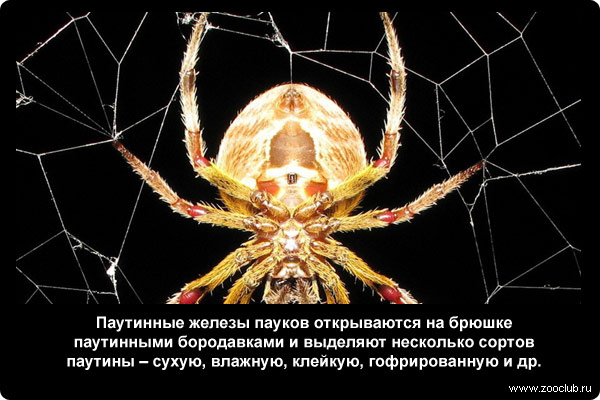 Паутинные железы пауков открываются на брюшке
паутинными бородавками и выделяют несколько сортов
паутины – сухую, влажную, клейкую, гофрированную и др.
www.zooclub.ru